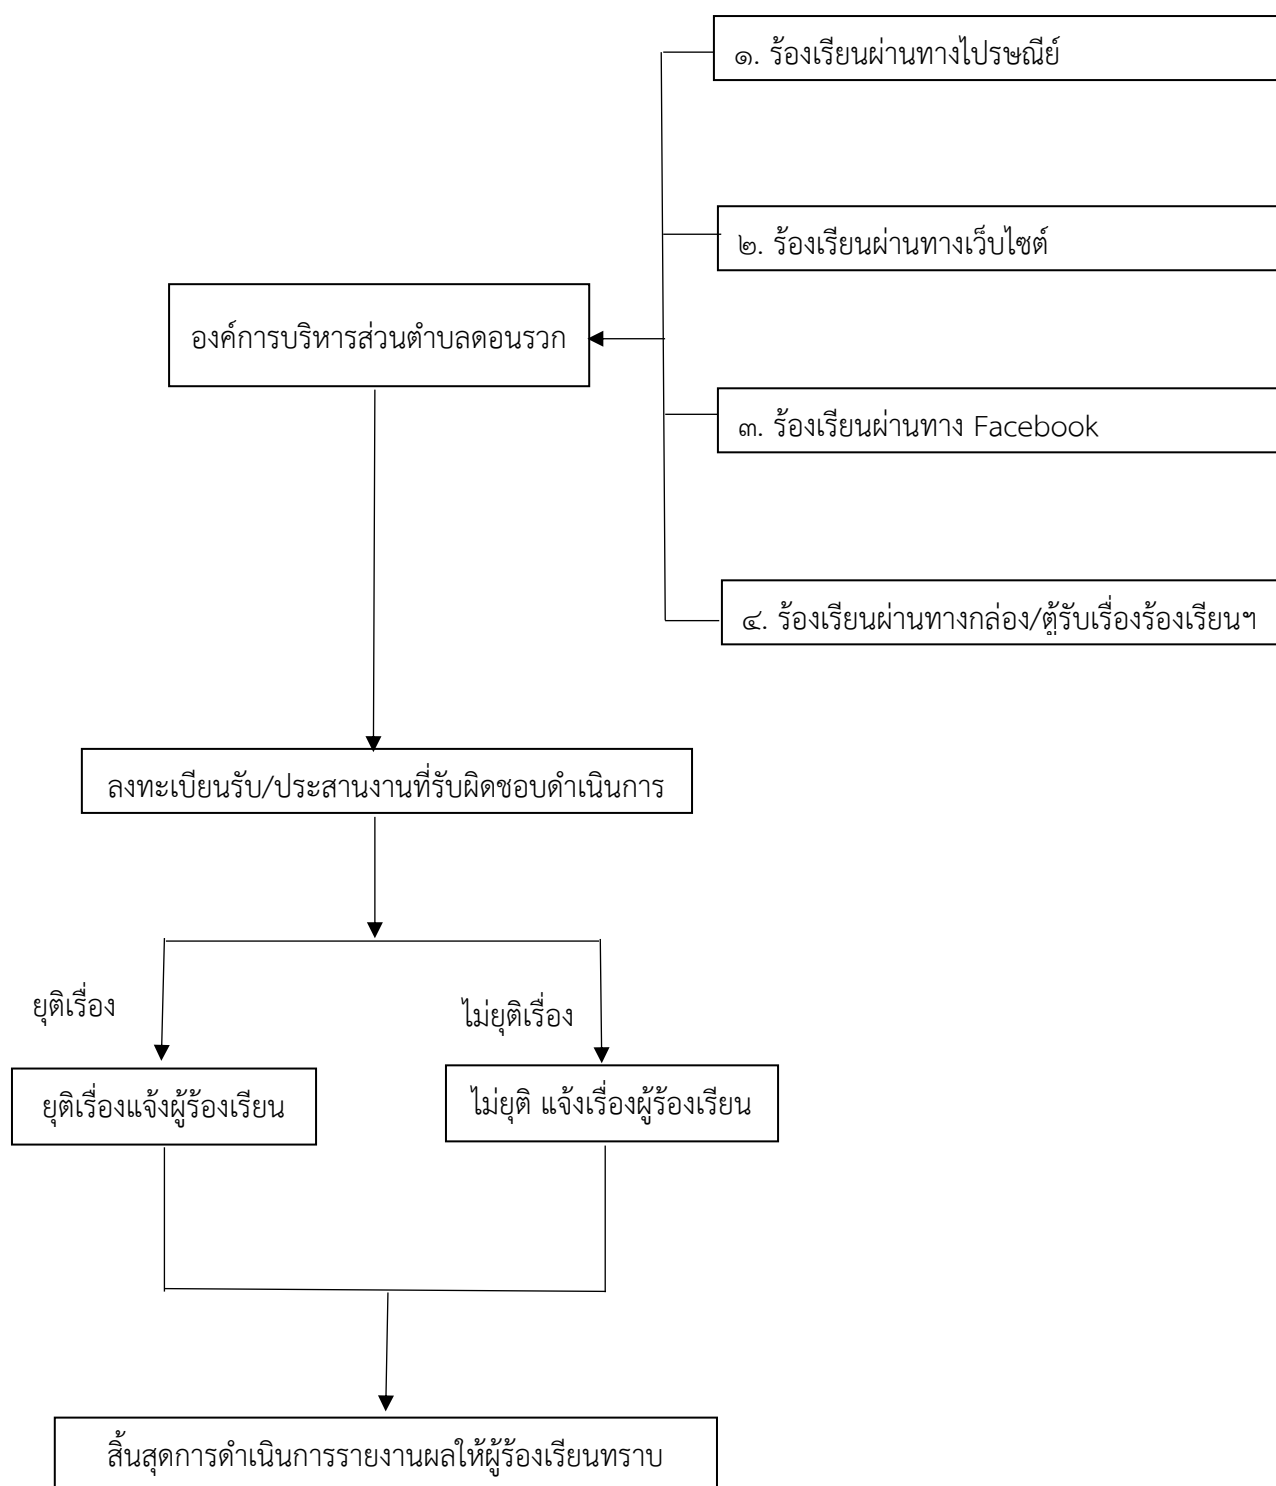 ๑. ร้องเรียนผ่านทางไปรษณีย์
๒. ร้องเรียนผ่านทางเว็บไซต์
องค์การบริหารส่วนตำบลดอนรวก
๓. ร้องเรียนผ่านทาง Facebook
๔. ร้องเรียนผ่านทางกล่อง/ตู้รับเรื่องร้องเรียนฯ
ลงทะเบียนรับ/ประสานงานที่รับผิดชอบดำเนินการ
ยุติเรื่อง
ไม่ยุติเรื่อง
ยุติเรื่องแจ้งผู้ร้องเรียน
ไม่ยุติ แจ้งเรื่องผู้ร้องเรียน
สิ้นสุดการดำเนินการรายงานผลให้ผู้ร้องเรียนทราบ